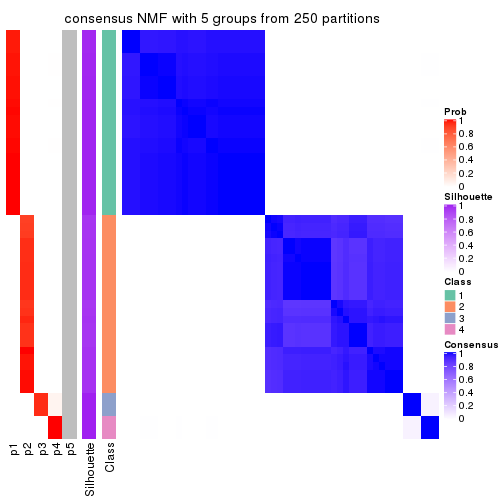 consensus NMF with 5 groups from 250 partitions
Prob
1
0.8
0.6
0.4
0.2
0
Silhouette
1
0.8
0.6
0.4
0.2
0
Class
1
2
3
4
Consensus
1
0.8
0.6
0.4
0.2
0
p1
p2
p3
p4
p5
Silhouette
Class